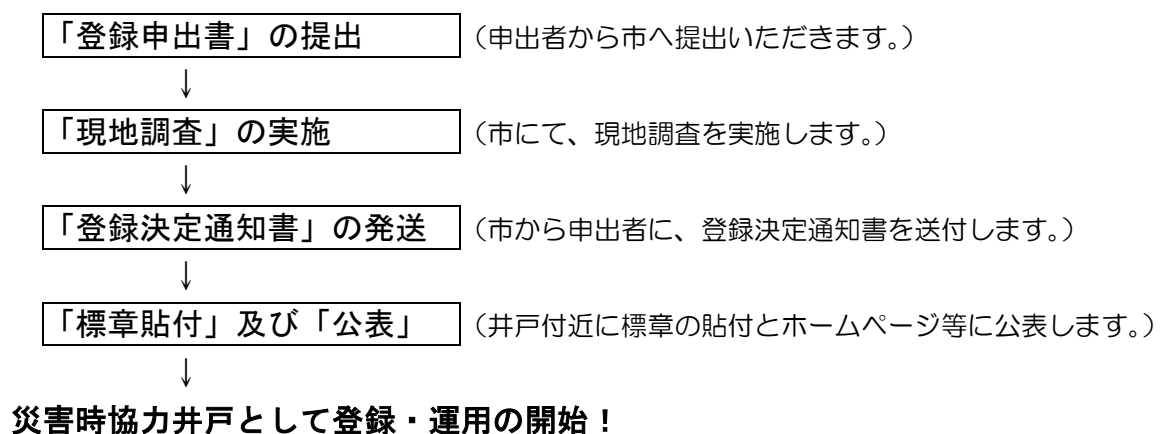 「登録申出書」の提出 （申出者から市へ提出いただきます。）
↓
「現地調査」の実施 （市にて、現地調査を実施します。）
↓
「登録決定通知書」の発送 （市から申出者に、登録決定通知書を送付します。）
↓
「標章貼付」及び「公表」 （井戸付近に標章の貼付とホームページ等に公表します。）
↓
災害時協力井戸として登録・運用の開始！